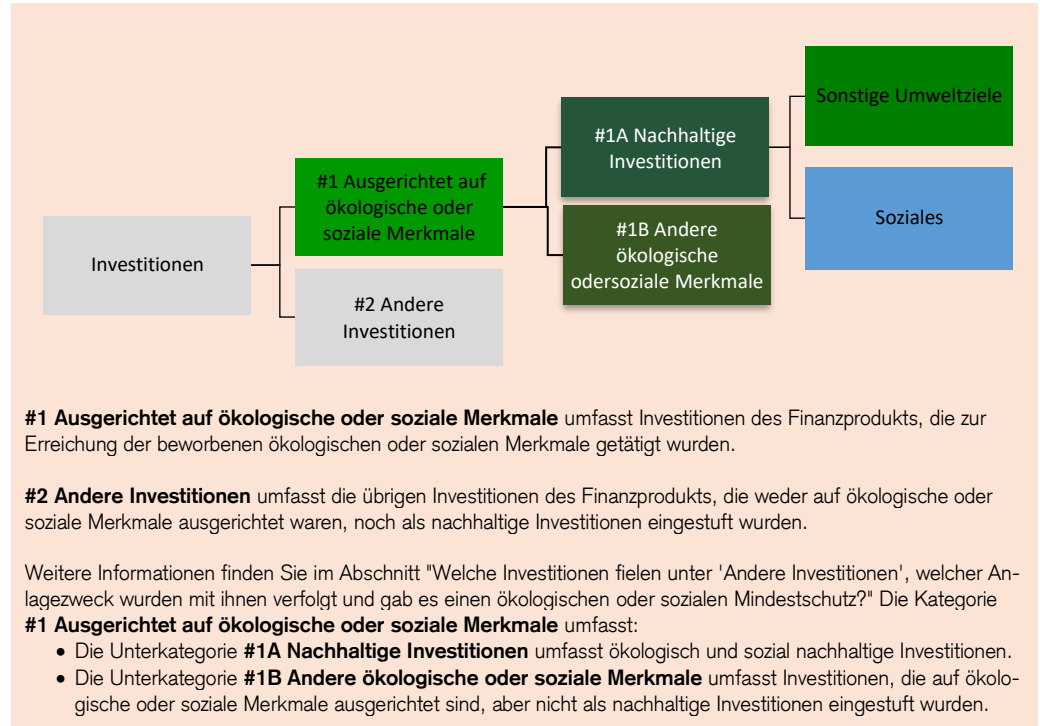 Sonstige Umweltziele
#1A Nachhaltige
Investitionen
#1 Ausgerichtet auf
ökologische oder
soziale Merkmale
Soziales
#1B Andere
ökologische
odersoziale Merkmale
Investitionen
#2 Andere
Investitionen
#1 Ausgerichtet auf ökologische oder soziale Merkmale umfasst Investitionen des Finanzprodukts, die zur
Erreichung der beworbenen ökologischen oder sozialen Merkmale getätigt wurden.
#2 Andere Investitionen umfasst die übrigen Investitionen des Finanzprodukts, die weder auf ökologische oder
soziale Merkmale ausgerichtet waren, noch als nachhaltige Investitionen eingestuft wurden.
Weitere Informationen finden Sie im Abschnitt "Welche Investitionen fielen unter 'Andere Investitionen', welcher An-
lagezweck wurden mit ihnen verfolgt und gab es einen ökologischen oder sozialen Mindestschutz?" Die Kategorie
#1 Ausgerichtet auf ökologische oder soziale Merkmale umfasst:
• Die Unterkategorie #1A Nachhaltige Investitionen umfasst ökologisch und sozial nachhaltige Investitionen.
• Die Unterkategorie #1B Andere ökologische oder soziale Merkmale umfasst Investitionen, die auf ökolo-
gische oder soziale Merkmale ausgerichtet sind, aber nicht als nachhaltige Investitionen eingestuft wurden.